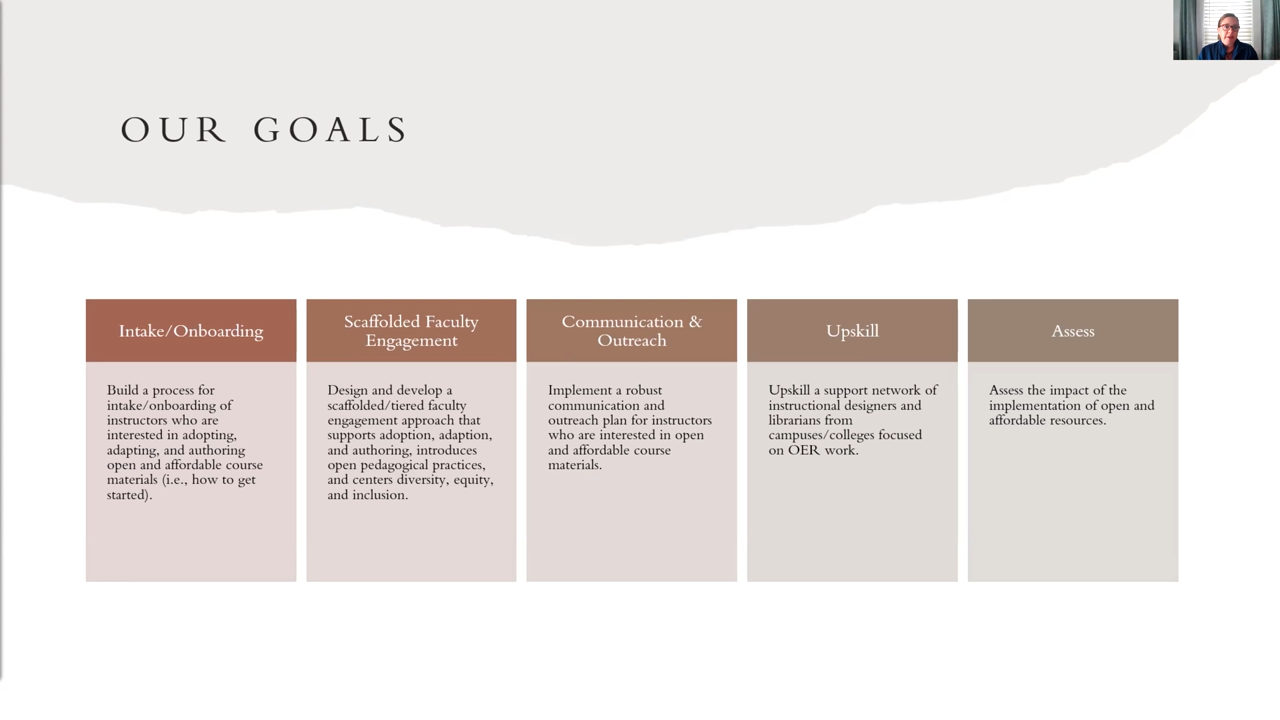 OUR GOALS
Intake/Onboarding
Build a process for
intake/onboarding of
instructors who are
interested in adopting,
adapting, and authoring
open and affordable course
materials (i.e., how to get
started).
Scaffolded Faculty
Engagement
Design and develop a
scaffolded/tiered faculty
engagement approach that
supports adoption, adaption,
and authoring, introduces
open pedagogical practices,
and centers diversity, equity,
and inclusion.
Communication &
Outreach
Implement a robust
communication and
outreach plan for instructors
who are interested in open
and affordable course
materials.
Upskill
Upskill a support network of
instructional designers and
librarians from
campuses/colleges focused
on OER work.
Assess
Assess the impact of the
implementation of open and
affordable resources.